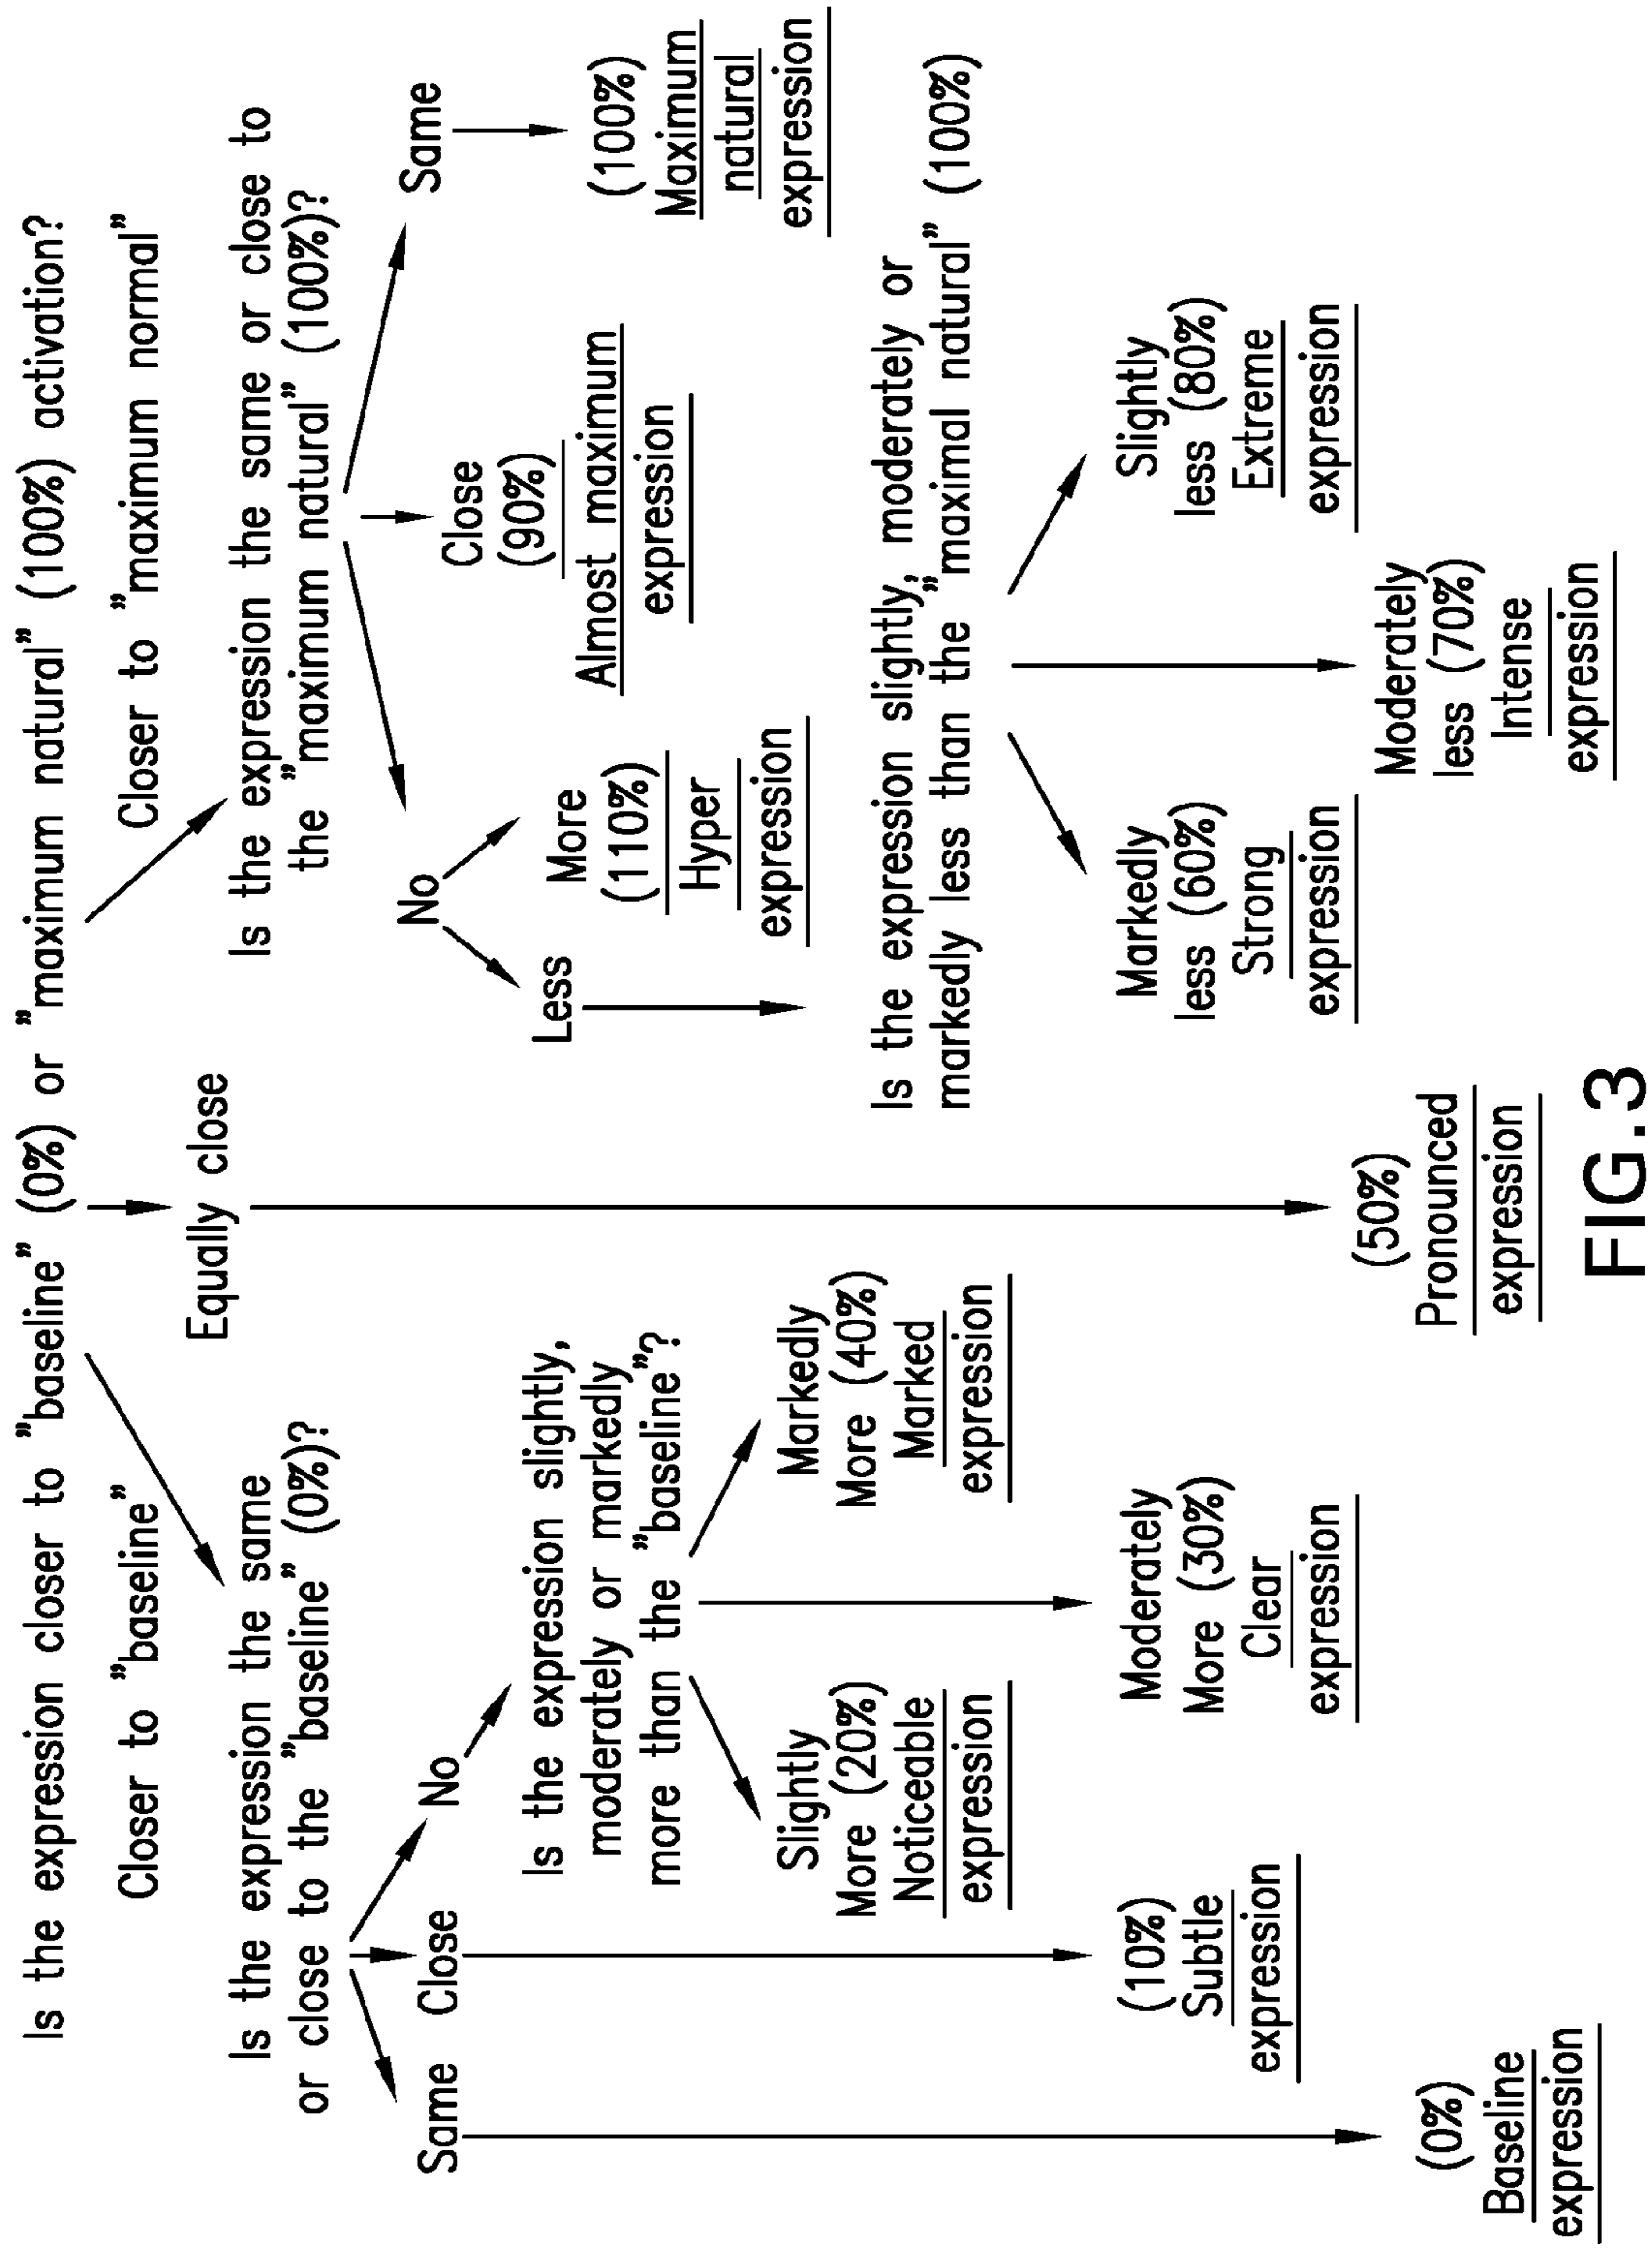 Is the expression closer to "baseline" (0%) or "maximum natural" (100%) activation?
Closer to "baseline"
Equally close
Closer to "maximum normal"
Is the expression the same
or close to the "baseline" (0%)?
Same
Close
No
Is the expression slightly,
moderately or markedly
more than the "baseline"?
Slightly
More (20%)
Noticeable
expression
Markedly
More (40%)
Marked
expression
Moderately
More (30%)
Clear
expression
(10%)
Subtle
expression
(0%)
Baseline
expression
(50%)
Pronounced
expression
Is the expression the same or close to
the "maximum natural" (100%)?
No
Close
(90%)
Almost maximum
expression
Same
(100%)
Maximum
natural
expression
Less
More
(110%)
Hyper
expression
Is the expression slightly, moderately or
markedly less than the "maximal natural" (100%)
Markedly
less (60%)
Strong
expression
Moderately
less (70%)
Intense
expression
Slightly
less (80%)
Extreme
expression
FIG.3